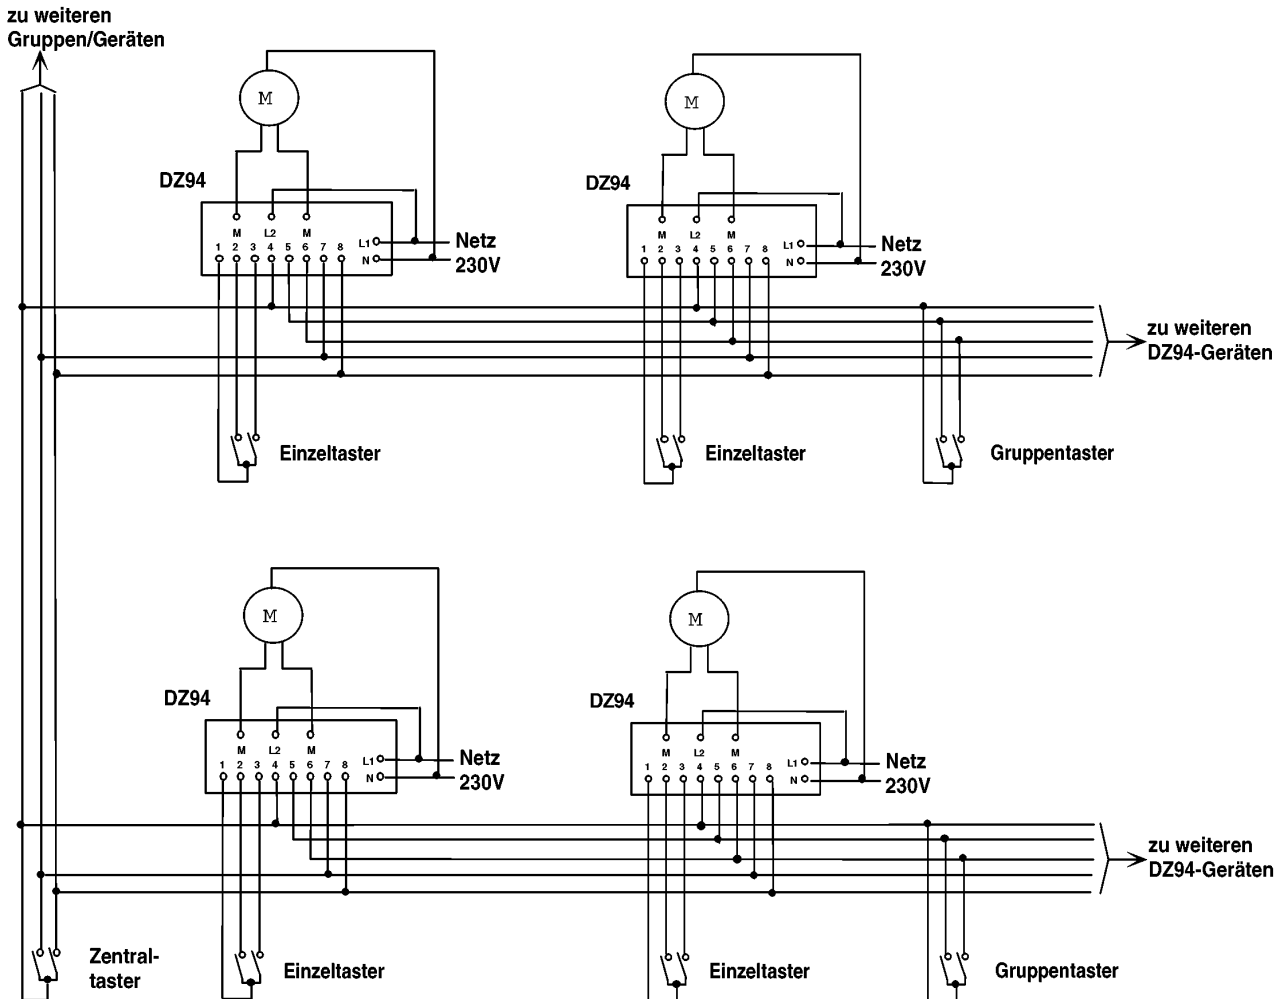 zu weiteren
Gruppen/Geräten
M
M
DZ94
DZ94
M L2 M
1 2 3 4 5 6 7 8
L1
N
Netz
230V
M L2 M
1 2 3 4 5 6 7 8
L1
N
Netz
230V
zu weiteren
DZ94-Geräten
Einzeltaster
Einzeltaster
Gruppentaster
M
M
DZ94
DZ94
M L2 M
1 2 3 4 5 6 7 8
L1
N
Netz
230V
M L2 M
1 2 3 4 5 6 7 8
L1
N
Netz
230V
zu weiteren
DZ94-Geräten
Zentral-
taster
Einzeltaster
Einzeltaster
Gruppentaster